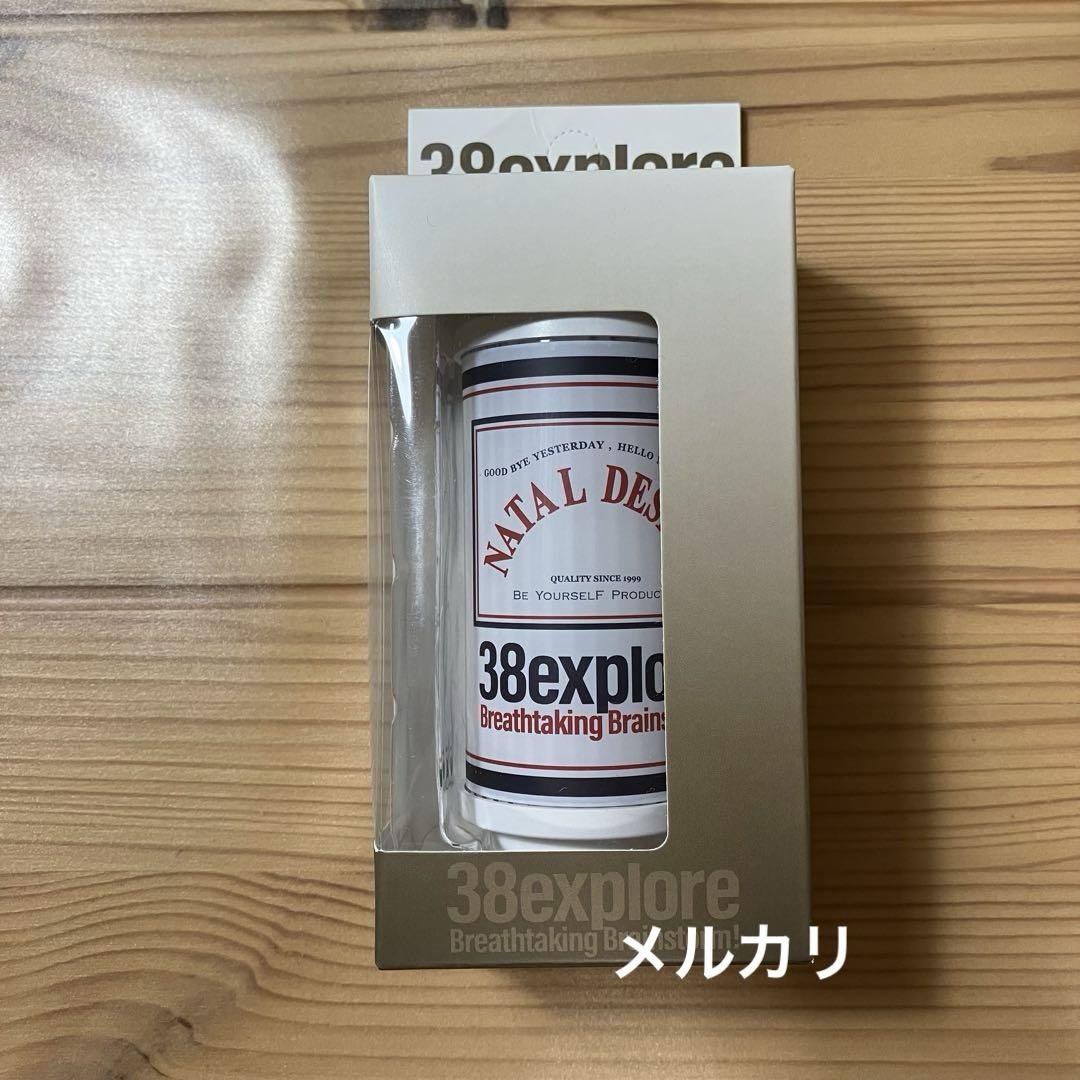 38explore
GOOD BYE YESTERDAY , HELLO
NATAL DES
QUALITY SINCE 1999
BE YOURSELF PRODUC
38explo
Breathtaking Brains
38explore
Breathtaking Brainstorm!
メルカリ